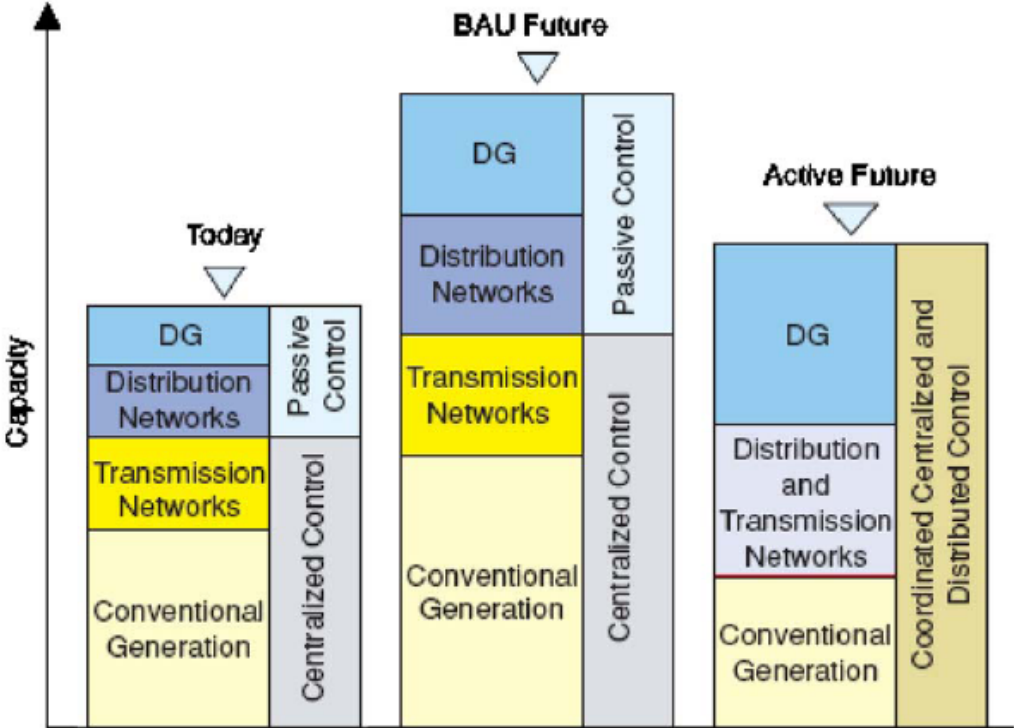 Capacity
Today
DG
Distribution
Networks
Transmission
Networks
Conventional
Generation
Passive
Control
Centralized Control
BAU Future
DG
Distribution
Networks
Transmission
Networks
Conventional
Generation
Passive Control
Centralized Control
Active Future
DG
Distribution
and
Transmission
Networks
Conventional
Generation
Coordinated Centralized and
Distributed Control